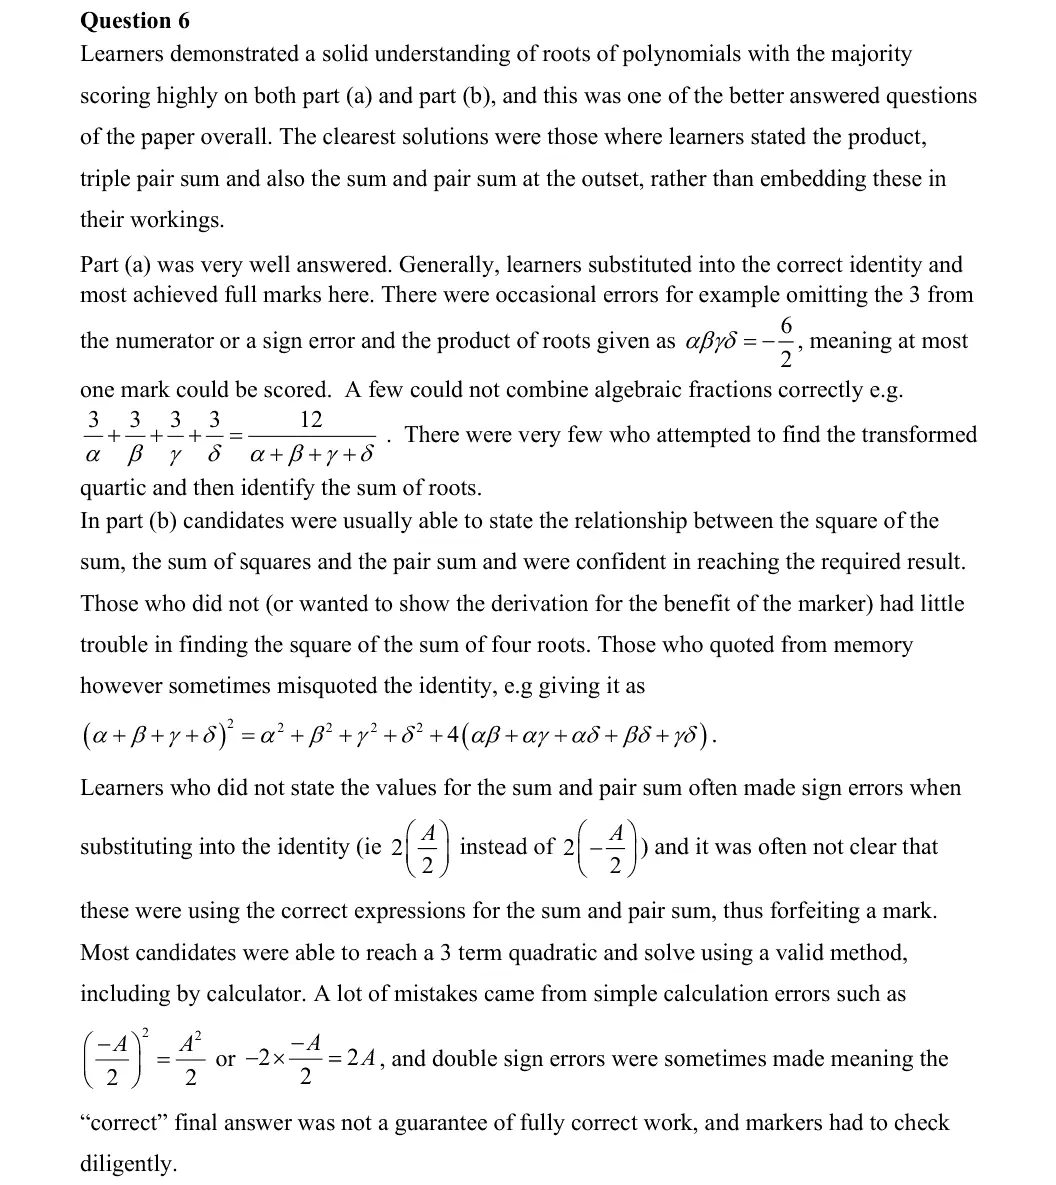 Question 6
Learners demonstrated a solid understanding of roots of polynomials with the majority
scoring highly on both part (a) and part (b), and this was one of the better answered questions
of the paper overall. The clearest solutions were those where learners stated the product,
triple pair sum and also the sum and pair sum at the outset, rather than embedding these in
their workings.
Part (a) was very well answered. Generally, learners substituted into the correct identity and
most achieved full marks here. There were occasional errors for example omitting the 3 from
the numerator or a sign error and the product of roots given as αβγδ = −6/2, meaning at most
one mark could be scored. A few could not combine algebraic fractions correctly e.g.
3/α + 3/β + 3/γ + 3/δ = 12/(α + β + γ + δ) . There were very few who attempted to find the transformed
quartic and then identify the sum of roots.
In part (b) candidates were usually able to state the relationship between the square of the
sum, the sum of squares and the pair sum and were confident in reaching the required result.
Those who did not (or wanted to show the derivation for the benefit of the marker) had little
trouble in finding the square of the sum of four roots. Those who quoted from memory
however sometimes misquoted the identity, e.g giving it as
(α + β + γ + δ)² = α² + β² + γ² + δ² + 4(αβ + αγ + αδ + βδ + γδ).
Learners who did not state the values for the sum and pair sum often made sign errors when
substituting into the identity (ie 2(A/2) instead of 2(−A/2)) and it was often not clear that
these were using the correct expressions for the sum and pair sum, thus forfeiting a mark.
Most candidates were able to reach a 3 term quadratic and solve using a valid method,
including by calculator. A lot of mistakes came from simple calculation errors such as
(−A/2)² = A²/2 or −2×−A/2 = 2A, and double sign errors were sometimes made meaning the
“correct” final answer was not a guarantee of fully correct work, and markers had to check
diligently.